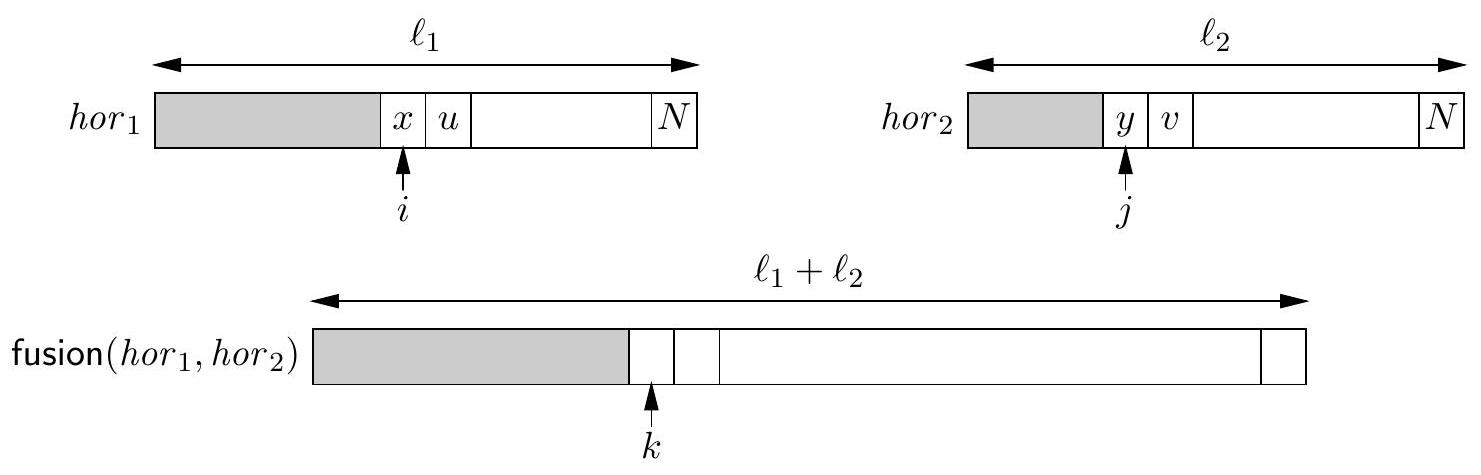 ℓ₁ ℓ₂
hor₁ x u N hor₂ y v N
i j
ℓ₁ + ℓ₂
fusion(hor₁, hor₂)
k